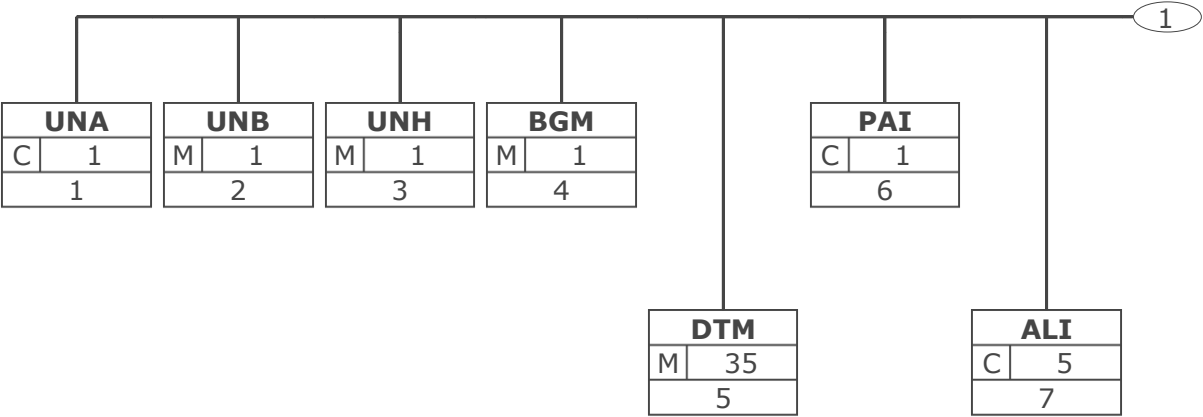 1
UNA UNB UNH BGM PAI
C 1 M 1 M 1 M 1 C 1
1 2 3 4 6
DTM ALI
M 35 C 5
5 7